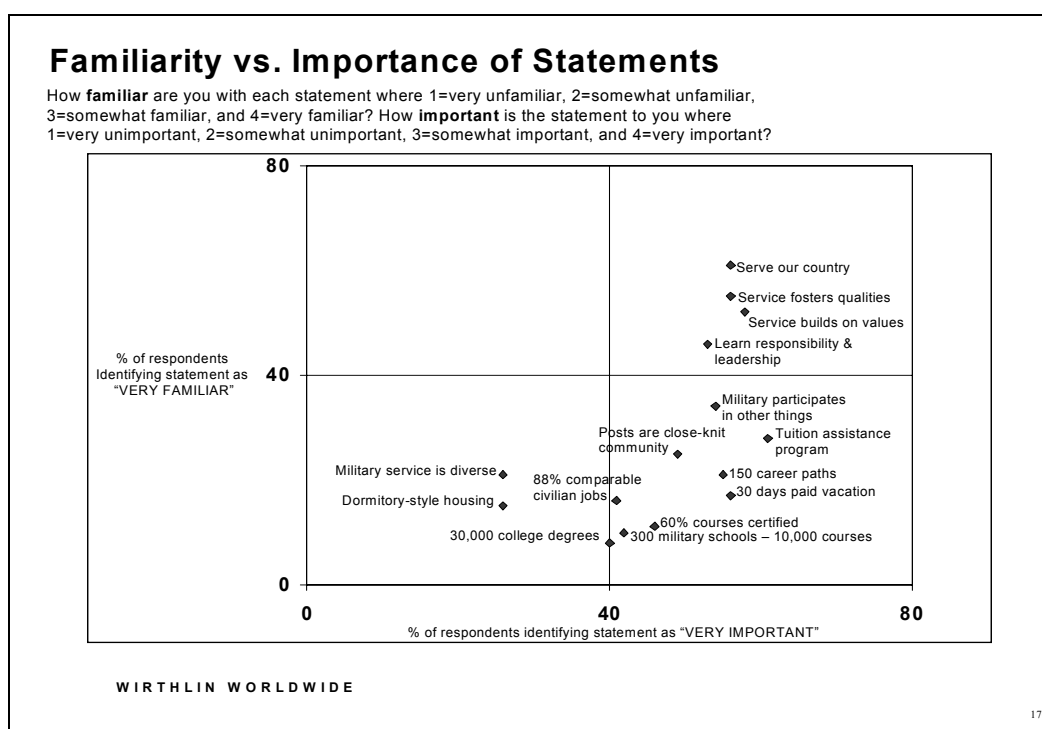 Familiarity vs. Importance of Statements
How familiar are you with each statement where 1=very unfamiliar, 2=somewhat unfamiliar,
3=somewhat familiar, and 4=very familiar? How important is the statement to you where
1=very unimportant, 2=somewhat unimportant, 3=somewhat important, and 4=very important?
80
Serve our country
Service fosters qualities
Service builds on values
Learn responsibility &
leadership
% of respondents
Identifying statement as
“VERY FAMILIAR”
40
Military participates
in other things
Posts are close-knit
community
Tuition assistance
program
Military service is diverse
88% comparable
civilian jobs
150 career paths
30 days paid vacation
Dormitory-style housing
60% courses certified
30,000 college degrees
300 military schools – 10,000 courses
0
0
40
80
% of respondents identifying statement as “VERY IMPORTANT”
WIRTHLIN WORLDWIDE
17